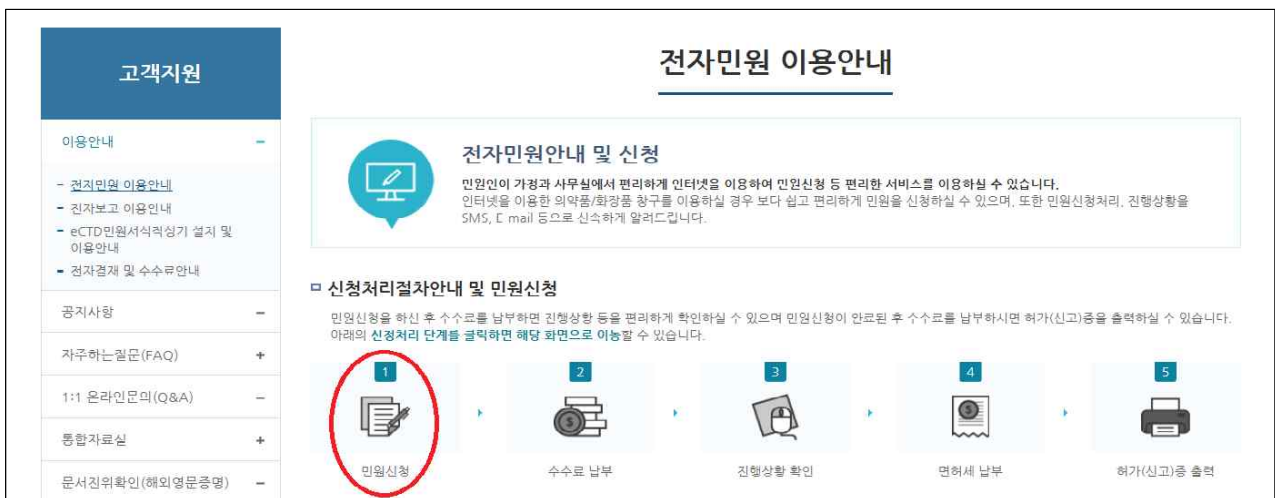 고객지원
이용안내 −
- 전자민원 이용안내
- 전자보고 이용안내
- eCTD민원서식작성기 설치 및
이용안내
- 전자결재 및 수수료안내
공지사항 −
자주하는질문(FAQ) +
1:1 온라인문의(Q&A) −
통합자료실 +
문서진위확인(해외영문증명) −
전자민원 이용안내
전자민원안내 및 신청
민원인이 가정과 사무실에서 편리하게 인터넷을 이용하여 민원신청 등 편리한 서비스를 이용하실 수 있습니다.
인터넷을 이용한 의약품/화장품 창구를 이용하실 경우 보다 쉽고 편리하게 민원을 신청하실 수 있으며, 또한 민원신청처리, 진행상황을
SMS, E mail 등으로 신속하게 알려드립니다.
신청처리절차안내 및 민원신청
민원신청을 하신 후 수수료를 납부하면 진행상항 등을 편리하게 확인하실 수 있으며 민원신청이 완료된 후 수수료를 납부하시면 허가(신고)증을 출력하실 수 있습니다.
아래의 신청처리 단계를 클릭하면 해당 화면으로 이동할 수 있습니다.
1 2 3 4 5
민원신청 수수료 납부 진행상황 확인 면허세 납부 허가(신고)증 출력